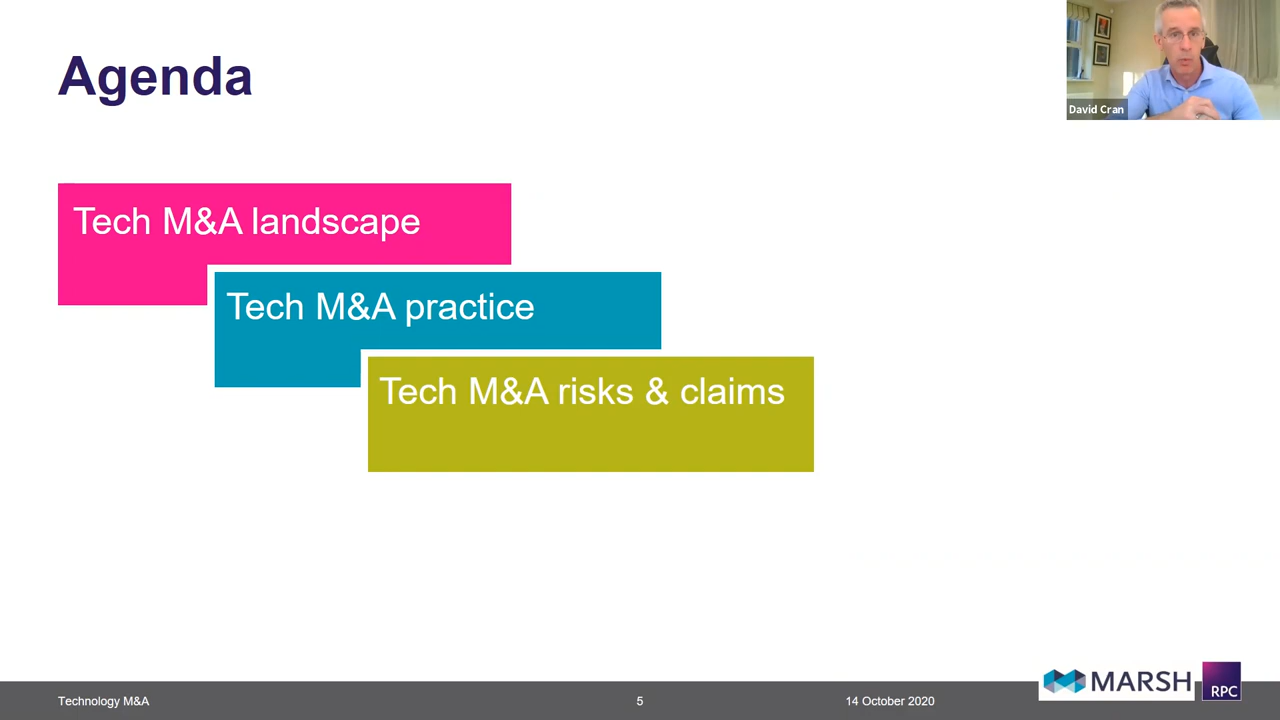 Agenda
David Cran
Tech M&A landscape
Tech M&A practice
Tech M&A risks & claims
Technology M&A
5
14 October 2020
MARSH
RPC